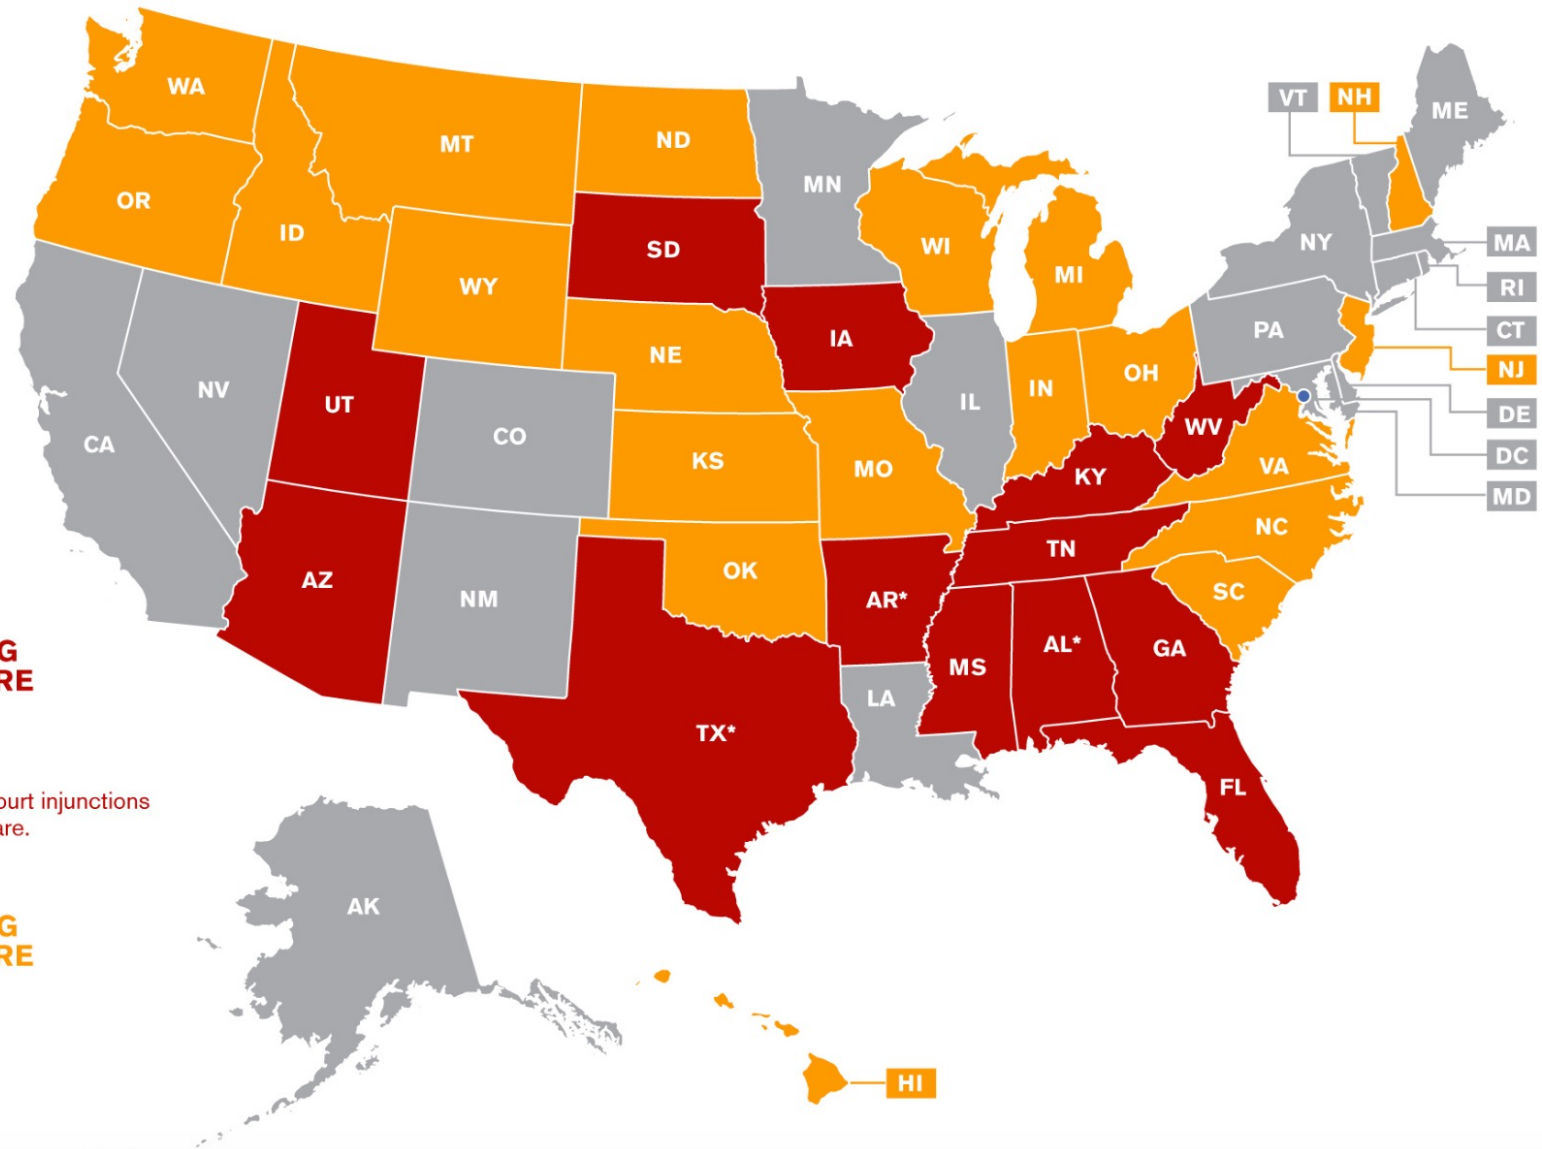 WA
MT
ND
MN
VT
NH
ME
OR
ID
SD
WI
MI
NY
MA
WY
RI
IA
PA
CT
NV
UT
NE
IL
IN
OH
NJ
DE
CA
CO
KS
MO
KY
WV
VA
DC
MD
AZ
NM
OK
AR*
TN
NC
SC
G
RE
TX*
LA
MS
AL*
GA
FL
ourt injunctions
are.
G
RE
AK
HI